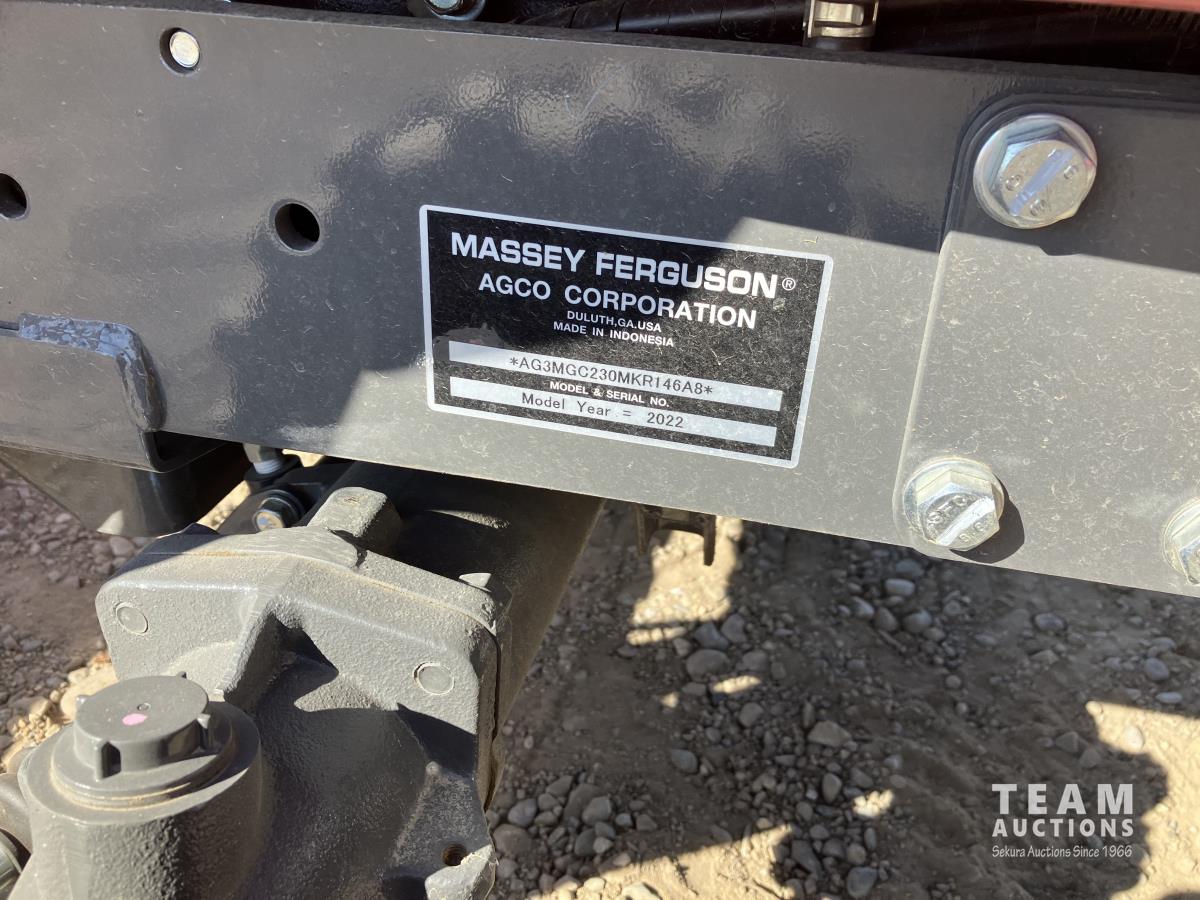 MASSEY FERGUSON®
AGCO CORPORATION
DULUTH,GA.USA
MADE IN INDONESIA
*AG3MGC230MKR146A8*
MODEL & SERIAL NO.
Model Year = 2022
TEAM
AUCTIONS
Sekura Auctions Since 1966